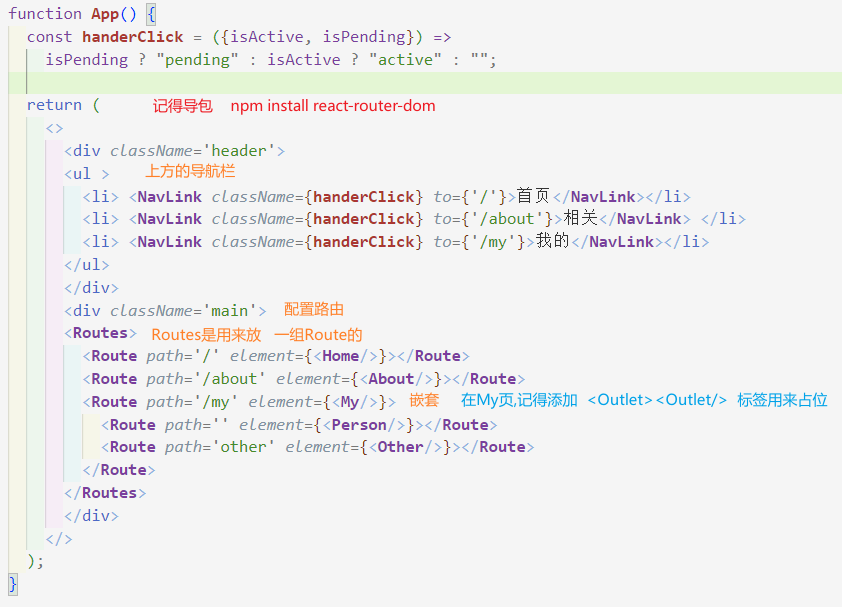 function App() {
const handerClick = ({isActive, isPending}) =>
isPending ? "pending" : isActive ? "active" : "";
return ( 记得导包 npm install react-router-dom
<>
<div className='header'>
<ul > 上方的导航栏
<li> <NavLink className={handerClick} to={'/'}>首页</NavLink></li>
<li> <NavLink className={handerClick} to={'/about'}>相关</NavLink> </li>
<li> <NavLink className={handerClick} to={'/my'}>我的</NavLink></li>
</ul>
</div>
<div className='main'> 配置路由
<Routes> Routes是用来放 一组Route的
<Route path='/' element={<Home/>}></Route>
<Route path='/about' element={<About/>}></Route>
<Route path='/my' element={<My/>}> 嵌套 在My页,记得添加 <Outlet><Outlet/> 标签用来占位
<Route path='' element={<Person/>}></Route>
<Route path='other' element={<Other/>}></Route>
</Route>
</Routes>
</div>
</>
);
}